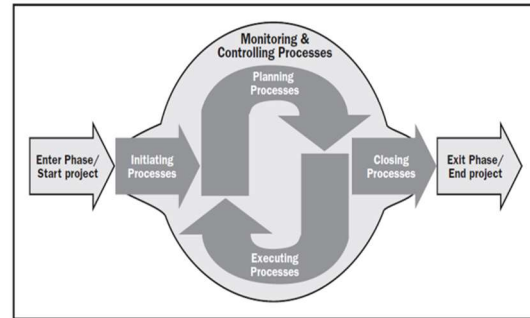 Monitoring &
Controlling Processes
Planning
Processes
Enter Phase/
Start project
Initiating
Processes
Closing
Processes
Exit Phase/
End project
Executing
Processes